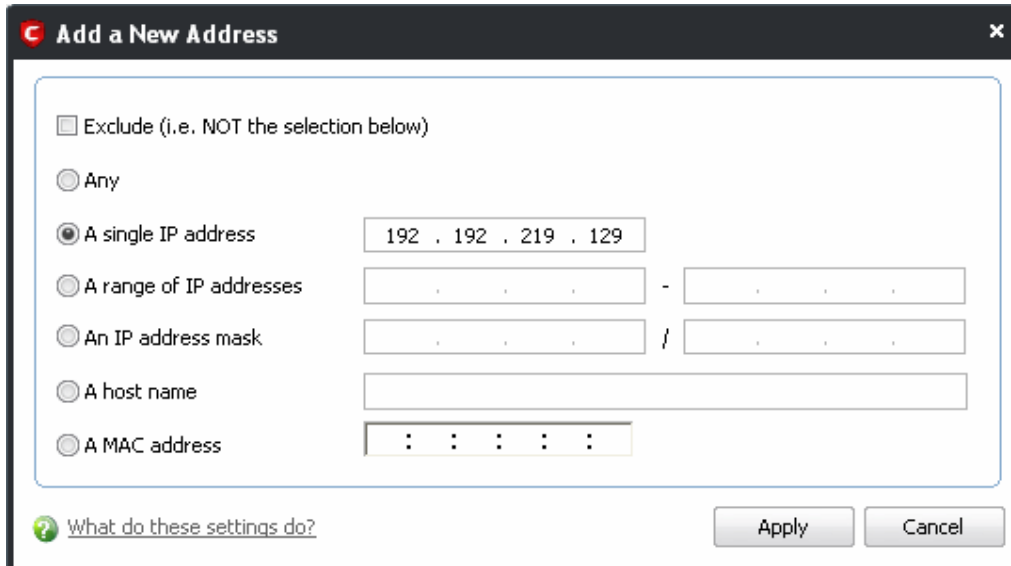 C Add a New Address ×
Exclude (i.e. NOT the selection below)
Any
A single IP address 192 . 192 . 219 . 129
A range of IP addresses . . . - . . .
An IP address mask . . . / . . .
A host name
A MAC address : : : : :
? What do these settings do? Apply Cancel